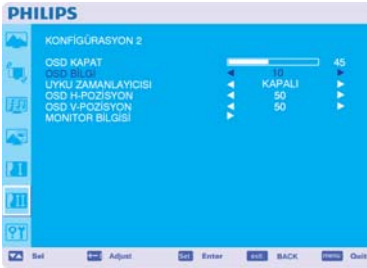 PHILIPS
KONFİGÜRASYON 2
OSD KAPAT 45
OSD BİLGİ 10
UYKU ZAMANLAYICISI KAPALI
OSD H-POZİSYON 50
OSD V-POZİSYON 50
MONITOR BİLGİSİ
Sel Adjust Set Enter exit BACK menu Quit